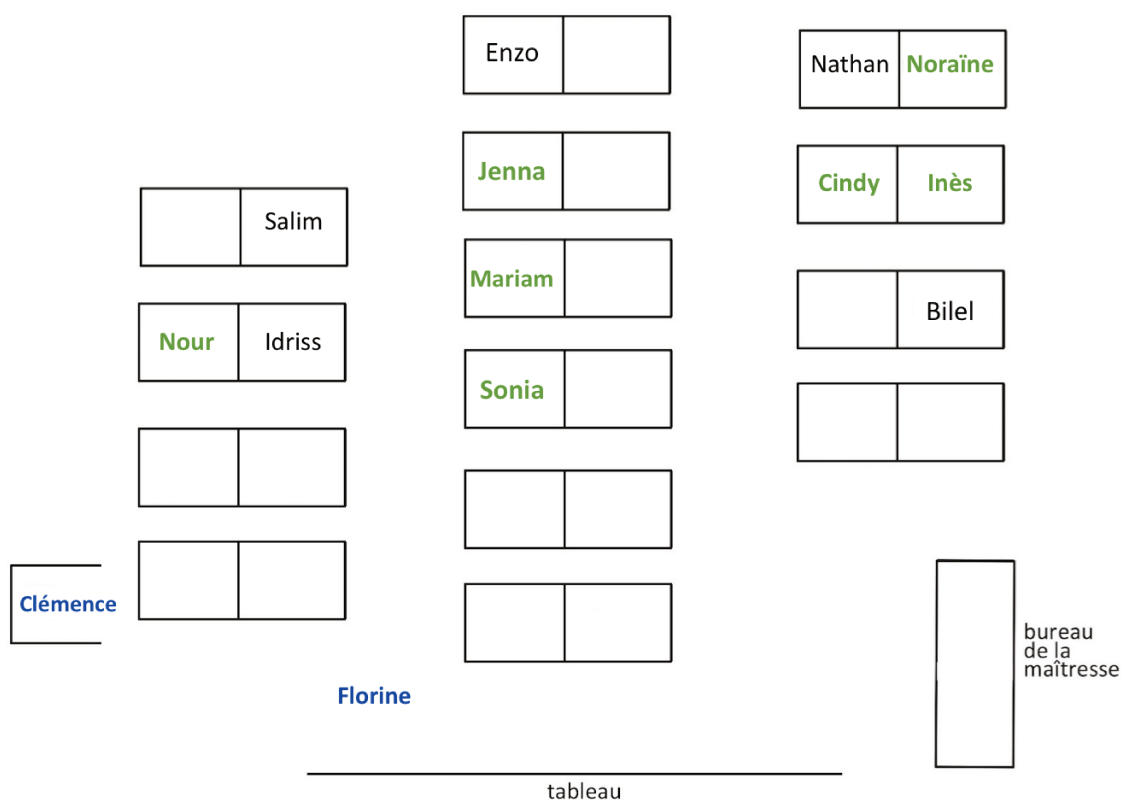 Enzo
Nathan Noraïne
Jenna
Cindy Inès
Salim
Mariam
Bilel
Nour Idriss
Sonia
Clémence
bureau
de la
maîtresse
Florine
tableau